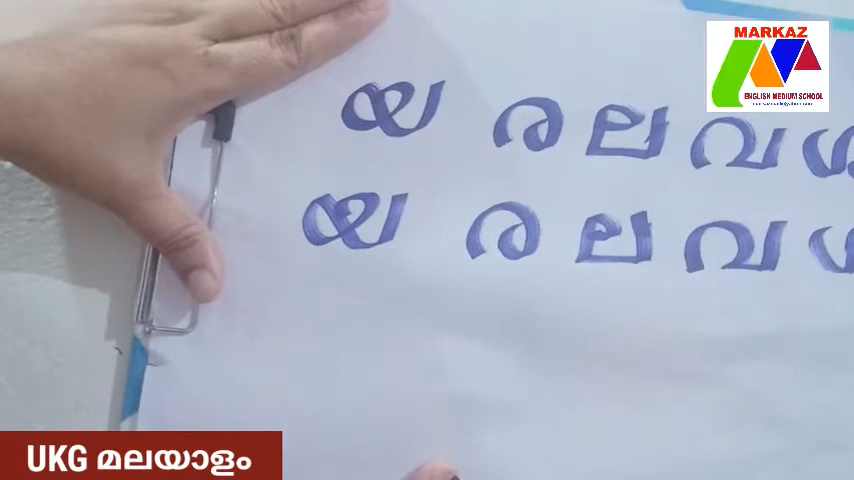 MARKAZ
ENGLISH MEDIUM SCHOOL
യ ര ല വ ശ
യ ര ല വ ശ
UKG മലയാളം